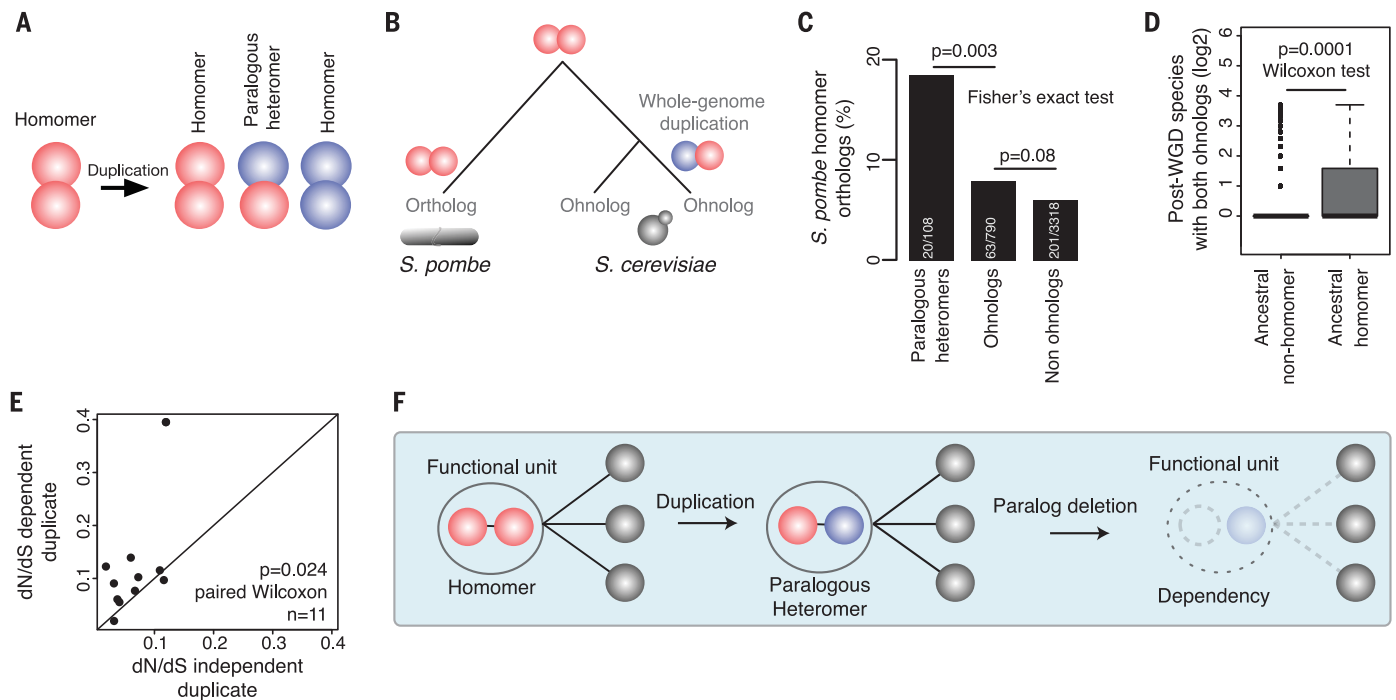 A
Homomer
Duplication
Homomer
Paralogous
heteromer
Homomer
B
Whole-genome
duplication
Ortholog
Ohnolog
Ohnolog
S. pombe
S. cerevisiae
C
S. pombe homomer
orthologs (%)
20
10
0
p=0.003
Fisher's exact test
p=0.08
20/108
63/790
201/3318
Paralogous
heteromers
Ohnologs
Non ohnologs
D
Post-WGD species
with both ohnologs (log2)
6
5
4
3
2
1
0
p=0.0001
Wilcoxon test
Ancestral
non-homomer
Ancestral
homomer
E
dN/dS dependent
duplicate
0.4
0.3
0.2
0.1
p=0.024
paired Wilcoxon
n=11
0.1
0.2
0.3
0.4
dN/dS independent
duplicate
F
Functional unit
Homomer
Duplication
Paralogous
Heteromer
Paralog deletion
Functional unit
Dependency